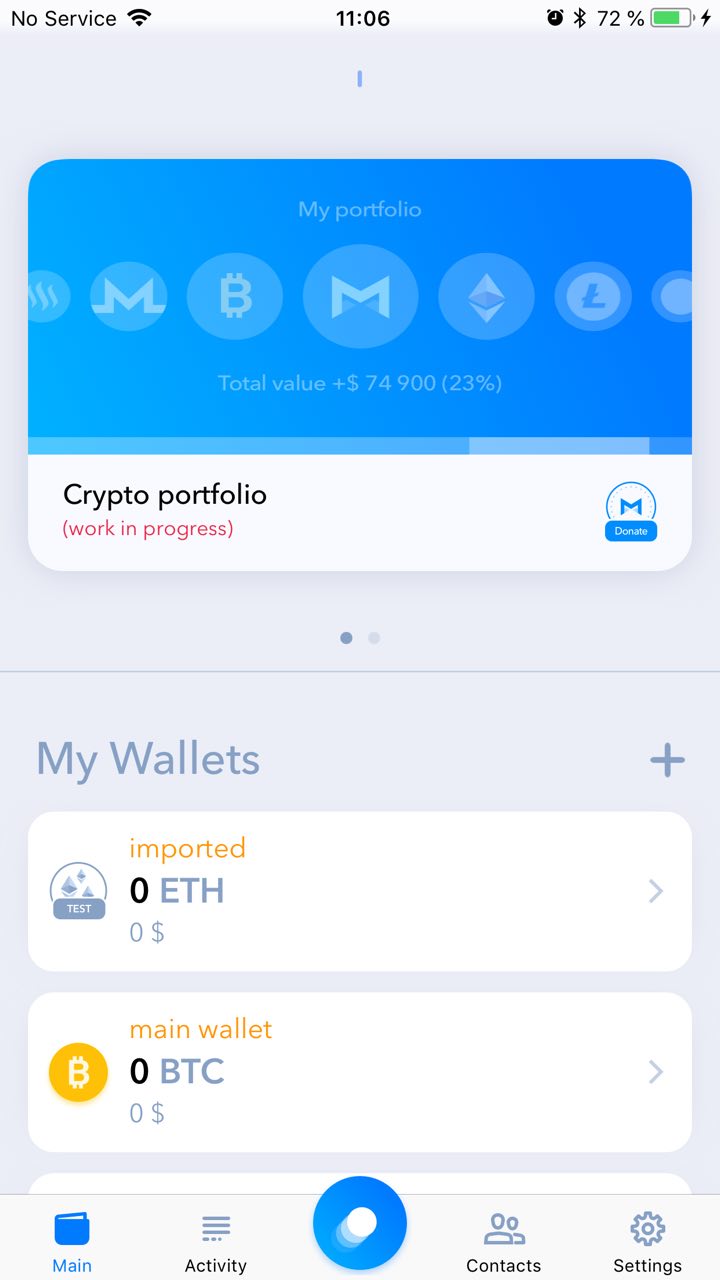 No Service 11:06 72 %
My portfolio
Total value +$ 74 900 (23%)
Crypto portfolio
(work in progress)
Donate
My Wallets
imported
0 ETH
TEST
0 $
main wallet
0 BTC
0 $
Main Activity Contacts Settings